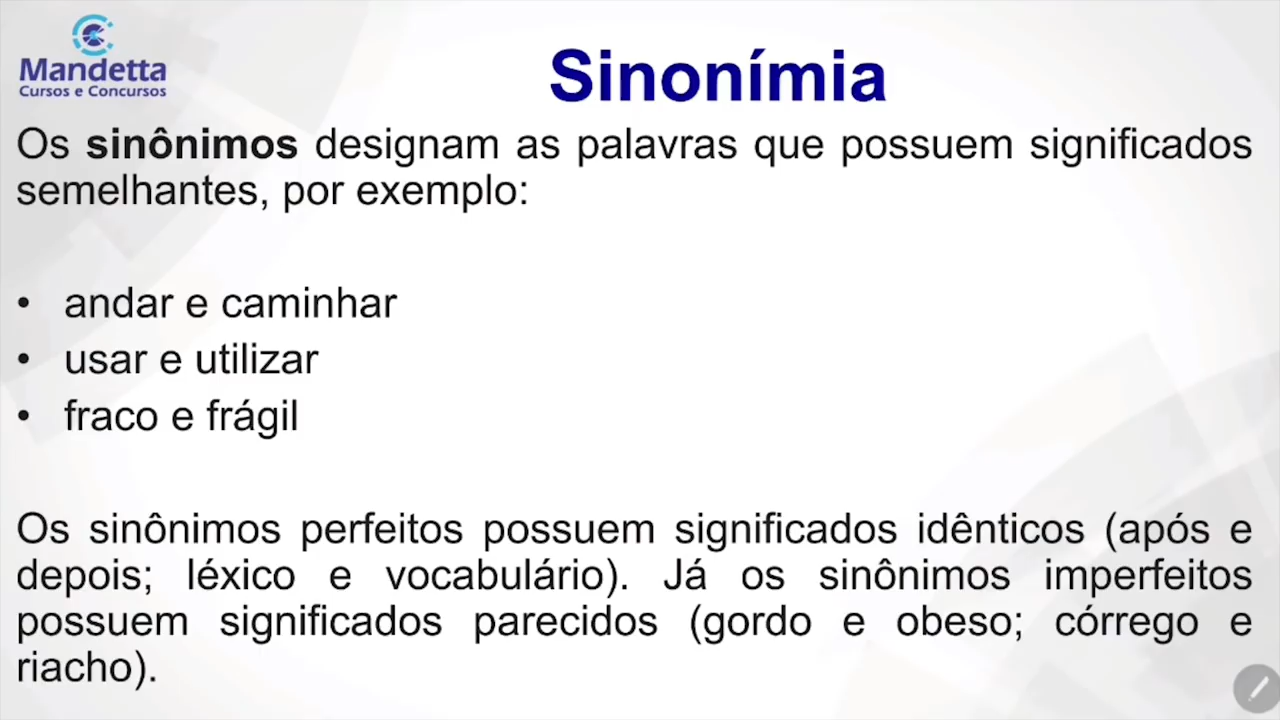 Mandetta
Cursos e Concursos
Sinonímia
Os sinônimos designam as palavras que possuem significados
semelhantes, por exemplo:
• andar e caminhar
• usar e utilizar
• fraco e frágil
Os sinônimos perfeitos possuem significados idênticos (após e
depois; léxico e vocabulário). Já os sinônimos imperfeitos
possuem significados parecidos (gordo e obeso; córrego e
riacho).